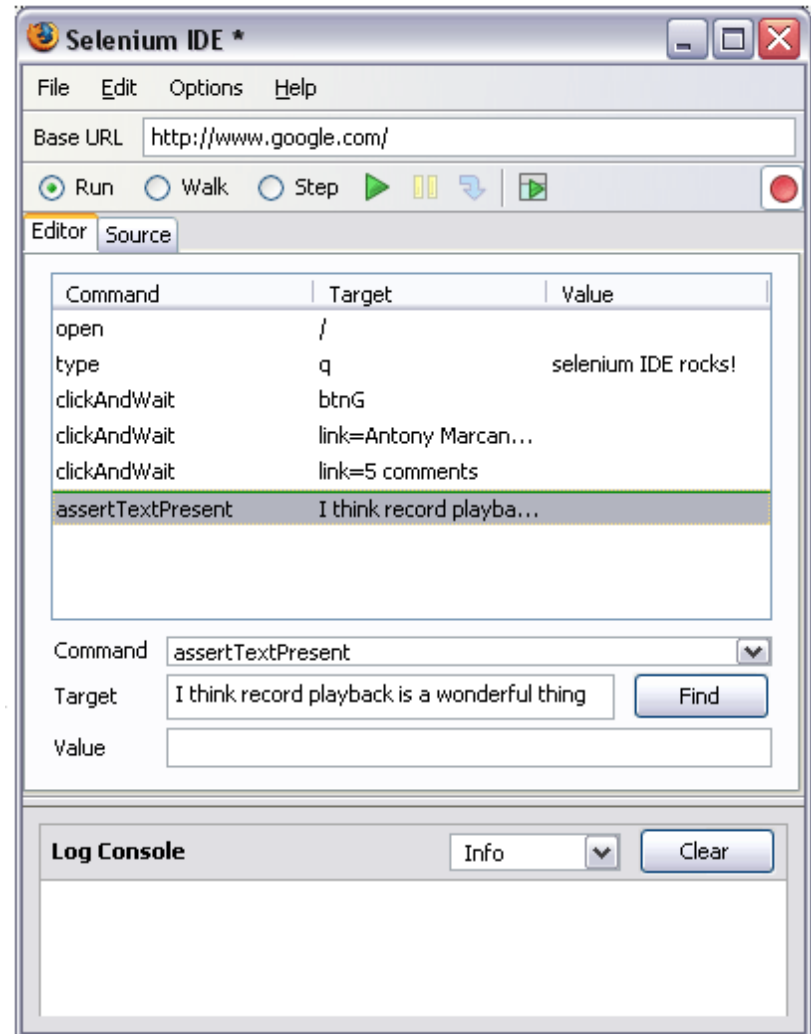 Selenium IDE *
File Edit Options Help
Base URL http://www.google.com/
Run Walk Step
Editor Source
Command Target Value
open /
type q selenium IDE rocks!
clickAndWait btnG
clickAndWait link=Antony Marcan...
clickAndWait link=5 comments
assertTextPresent I think record playba...
Command assertTextPresent
Target I think record playback is a wonderful thing Find
Value
Log Console Info Clear